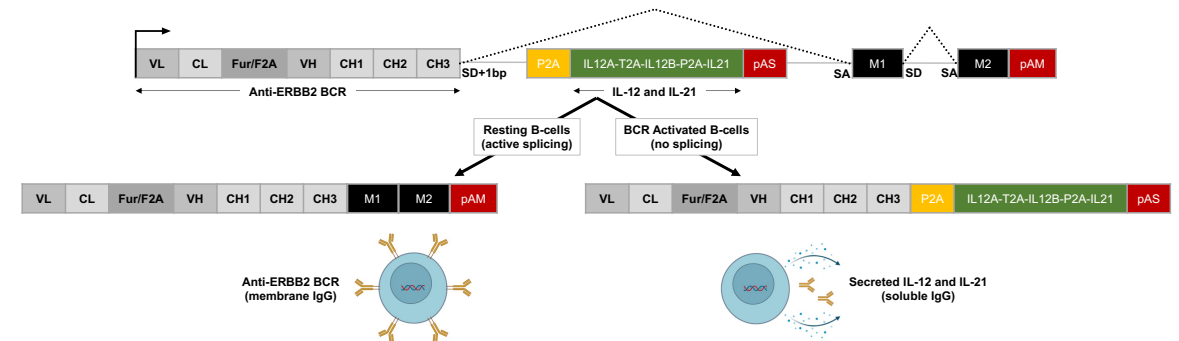 VL CL Fur/F2A VH CH1 CH2 CH3 SD+1bp P2A IL12A-T2A-IL12B-P2A-IL21 pAS SA M1 SD SA M2 pAM
Anti-ERBB2 BCR
IL-12 and IL-21
Resting B-cells
(active splicing)
BCR Activated B-cells
(no splicing)
VL CL Fur/F2A VH CH1 CH2 CH3 M1 M2 pAM
VL CL Fur/F2A VH CH1 CH2 CH3 P2A IL12A-T2A-IL12B-P2A-IL21 pAS
Anti-ERBB2 BCR
(membrane IgG)
Secreted IL-12 and IL-21
(soluble IgG)